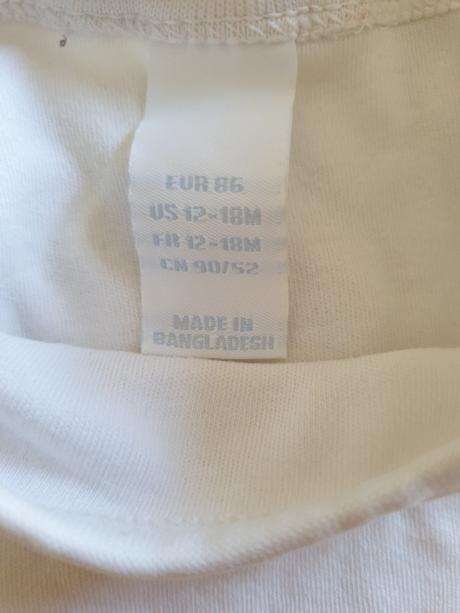 EUR 86
US 12-18M
FR 12-18M
CN 90/52
MADE IN
BANGLADESH